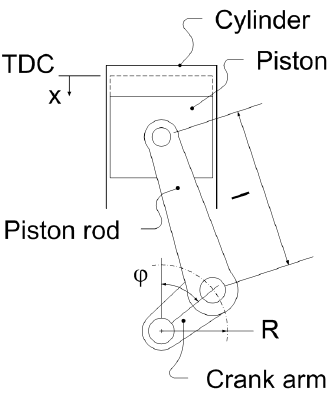 Cylinder
TDC
Piston
x
l
Piston rod
φ
R
Crank arm